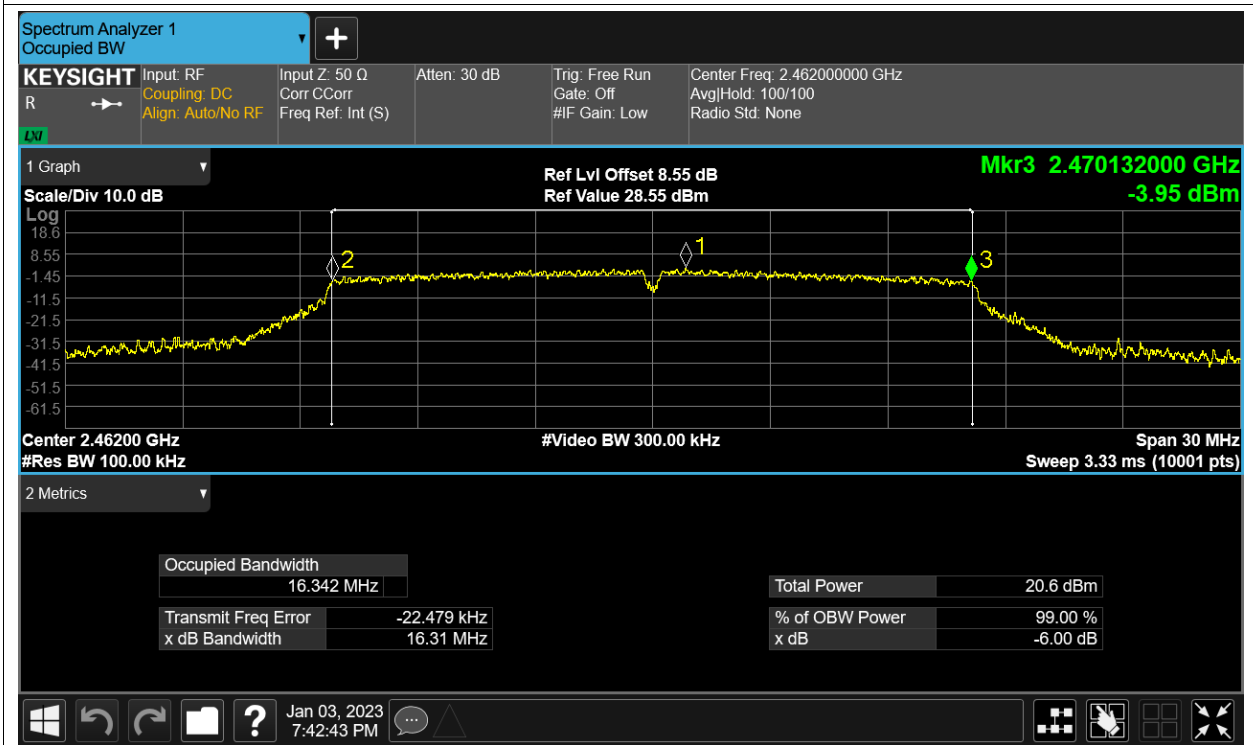 Spectrum Analyzer 1
Occupied BW
KEYSIGHT
R
LXI
Input: RF
Coupling: DC
Align: Auto/No RF
Input Z: 50 Ω
Corr CCorr
Freq Ref: Int (S)
Atten: 30 dB
Trig: Free Run
Gate: Off
#IF Gain: Low
Center Freq: 2.462000000 GHz
Avg|Hold: 100/100
Radio Std: None
1 Graph
Scale/Div 10.0 dB
Ref Lvl Offset 8.55 dB
Ref Value 28.55 dBm
Mkr3 2.470132000 GHz
-3.95 dBm
Log
18.6
8.55
-1.45
-11.5
-21.5
-31.5
-41.5
-51.5
-61.5
2
1
3
Center 2.46200 GHz
#Video BW 300.00 kHz
Span 30 MHz
#Res BW 100.00 kHz
Sweep 3.33 ms (10001 pts)
2 Metrics
Occupied Bandwidth
16.342 MHz
Total Power 20.6 dBm
Transmit Freq Error -22.479 kHz
% of OBW Power 99.00 %
x dB Bandwidth 16.31 MHz
x dB -6.00 dB
?
Jan 03, 2023
7:42:43 PM